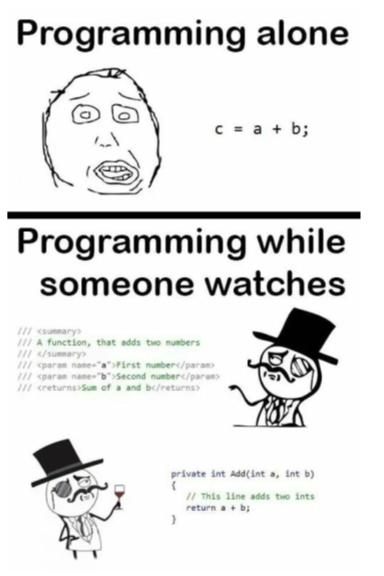 Programming alone
c = a + b;
Programming while
someone watches
/// <summary>
/// A function, that adds two numbers
/// </summary>
/// <param name="a">First number</param>
/// <param name="b">Second number</param>
/// <returns>Sum of a and b</returns>
private int Add(int a, int b)
{
// This line adds two ints
return a + b;
}